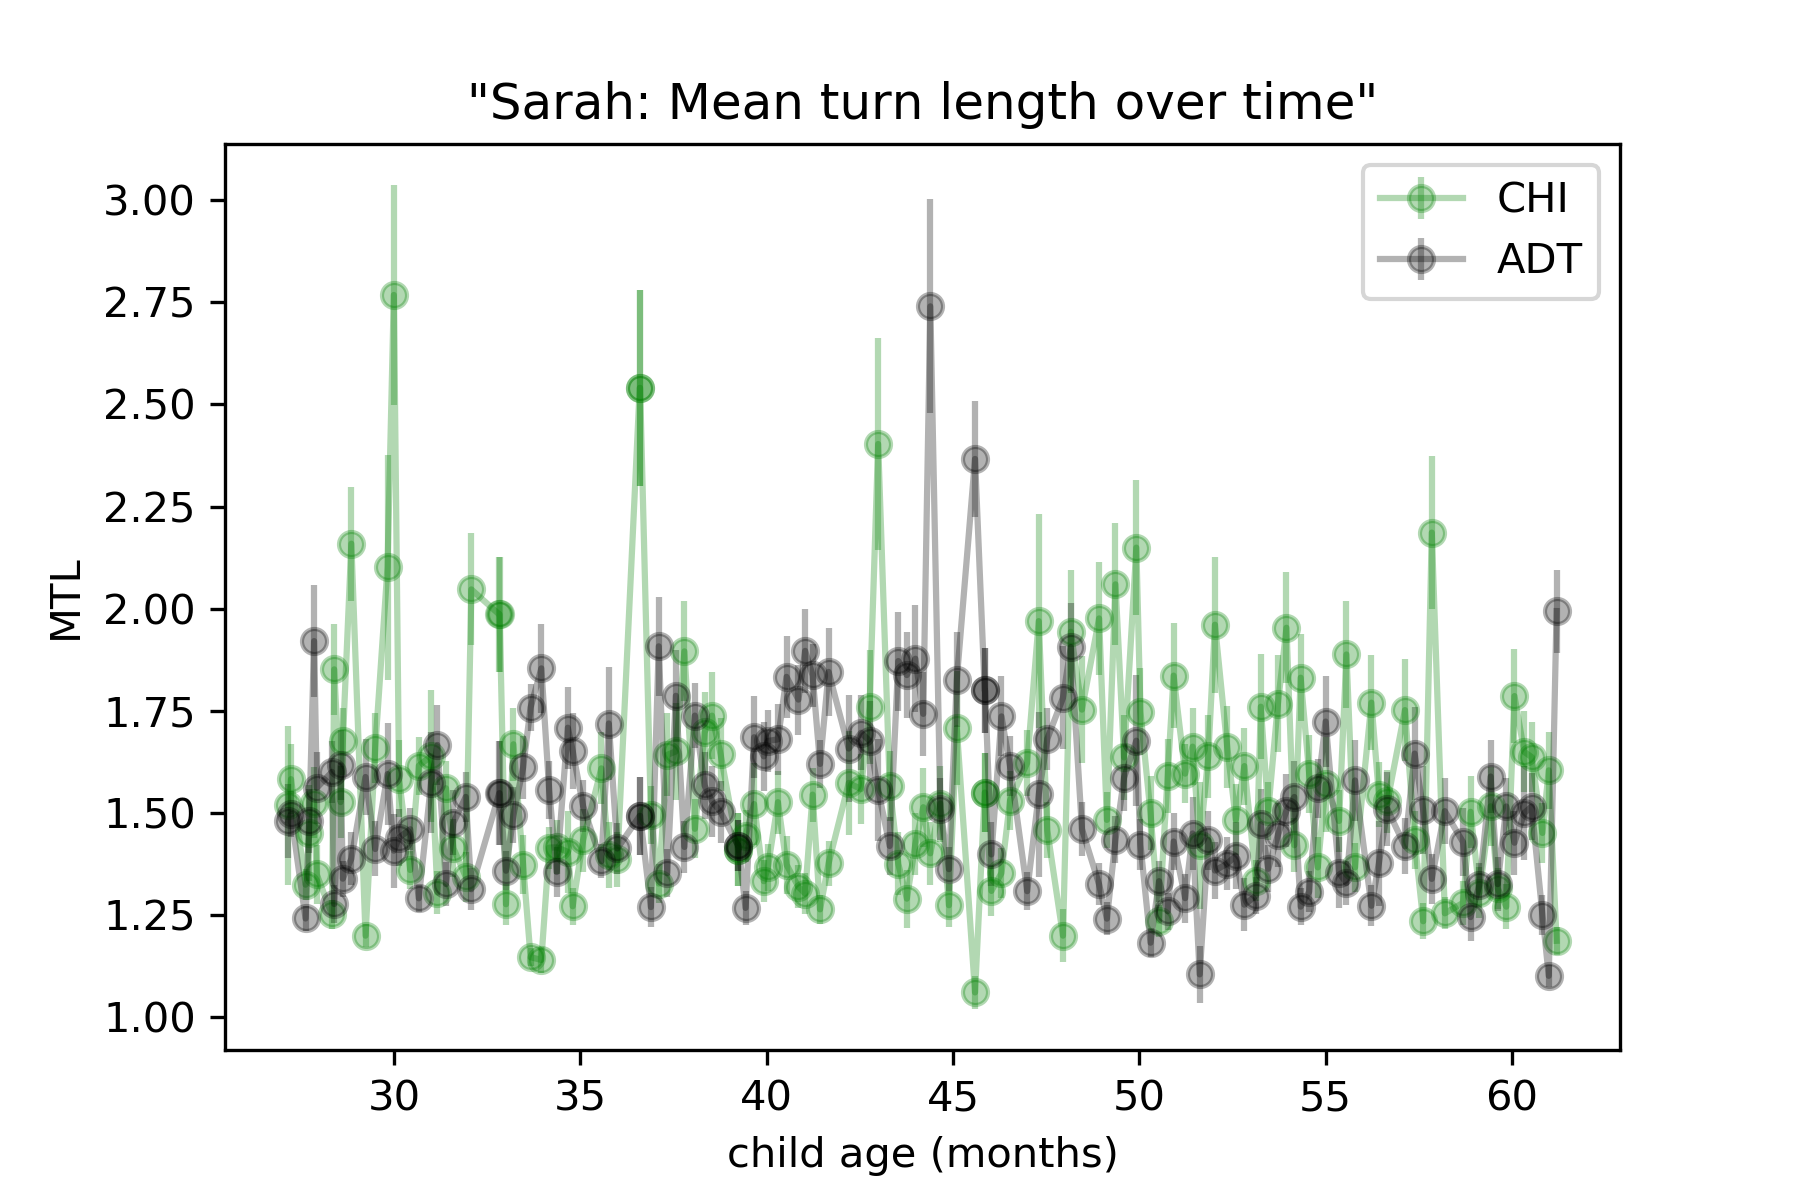 "Sarah: Mean turn length over time"
CHI
ADT
MTL
3.00
2.75
2.50
2.25
2.00
1.75
1.50
1.25
1.00
30 35 40 45 50 55 60
child age (months)